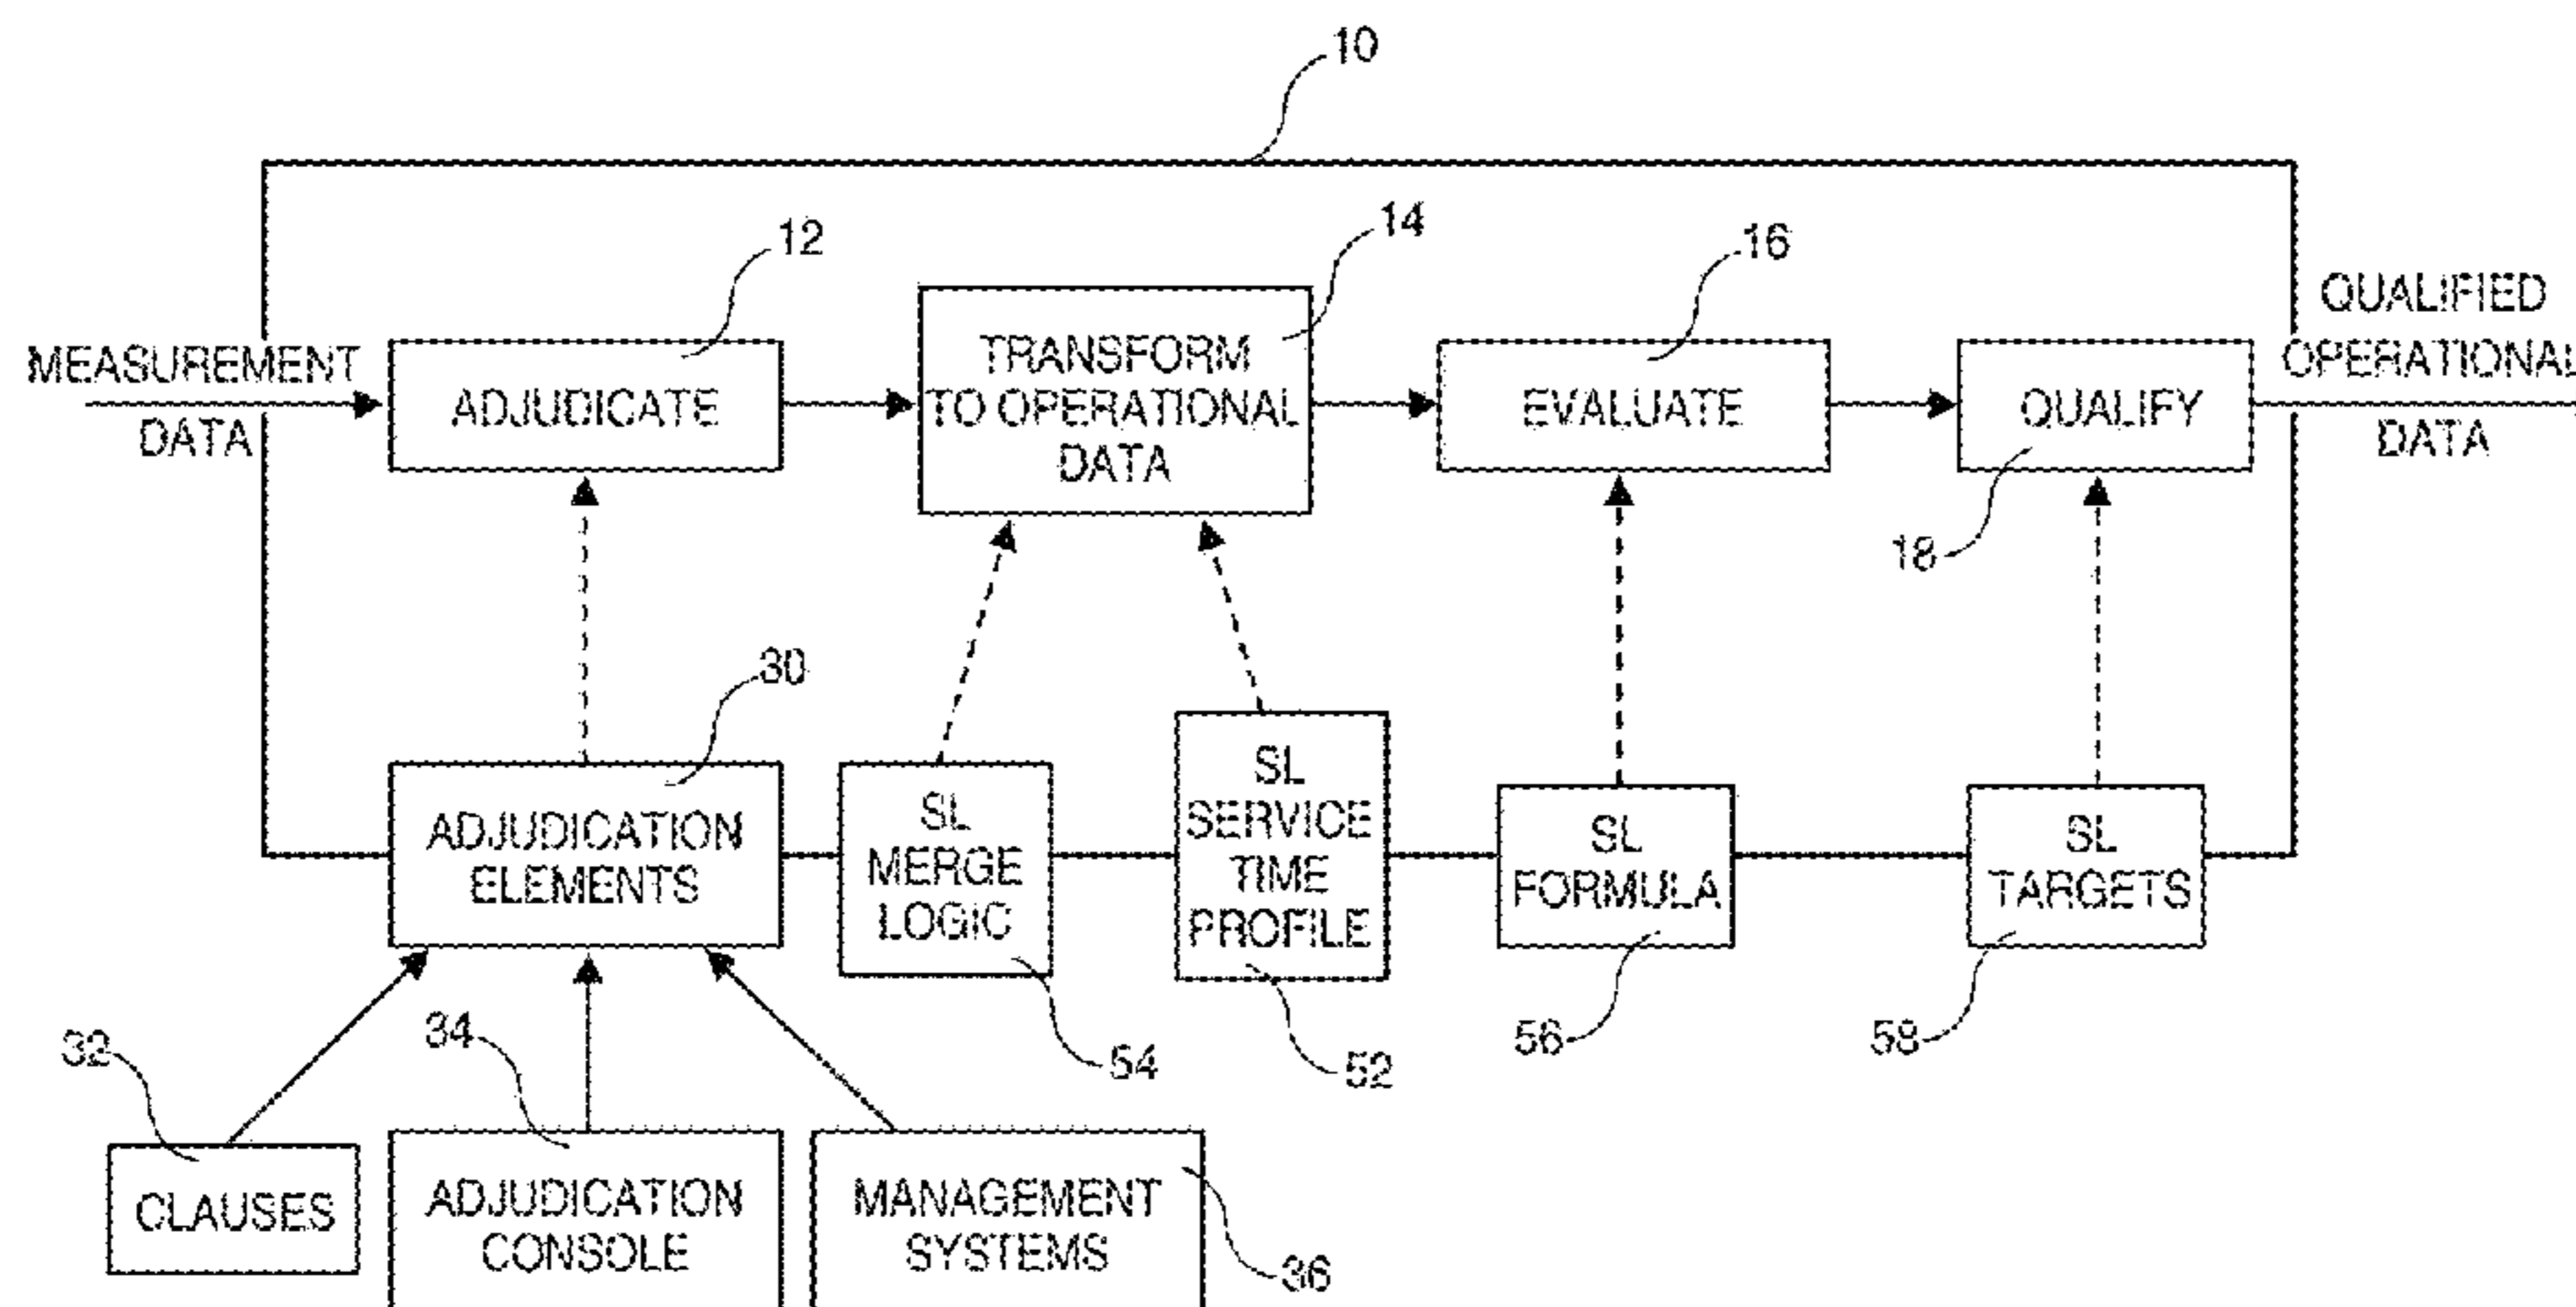 10
12
14
16
MEASUREMENT
DATA
ADJUDICATE
TRANSFORM
TO OPERATIONAL
DATA
EVALUATE
QUALIFY
18
QUALIFIED
OPERATIONAL
DATA
30
ADJUDICATION
ELEMENTS
SL
MERGE
LOGIC
SL
SERVICE
TIME
PROFILE
SL
FORMULA
SL
TARGETS
32
34
54
52
56
58
CLAUSES
ADJUDICATION
CONSOLE
MANAGEMENT
SYSTEMS
36